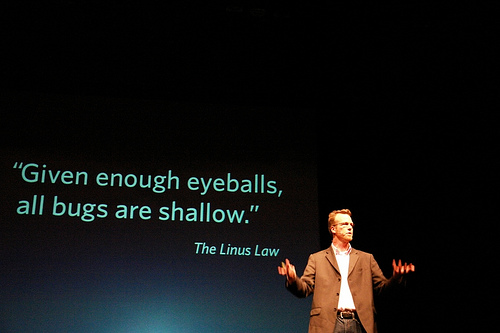 “Given enough eyeballs,
all bugs are shallow.”
The Linus Law